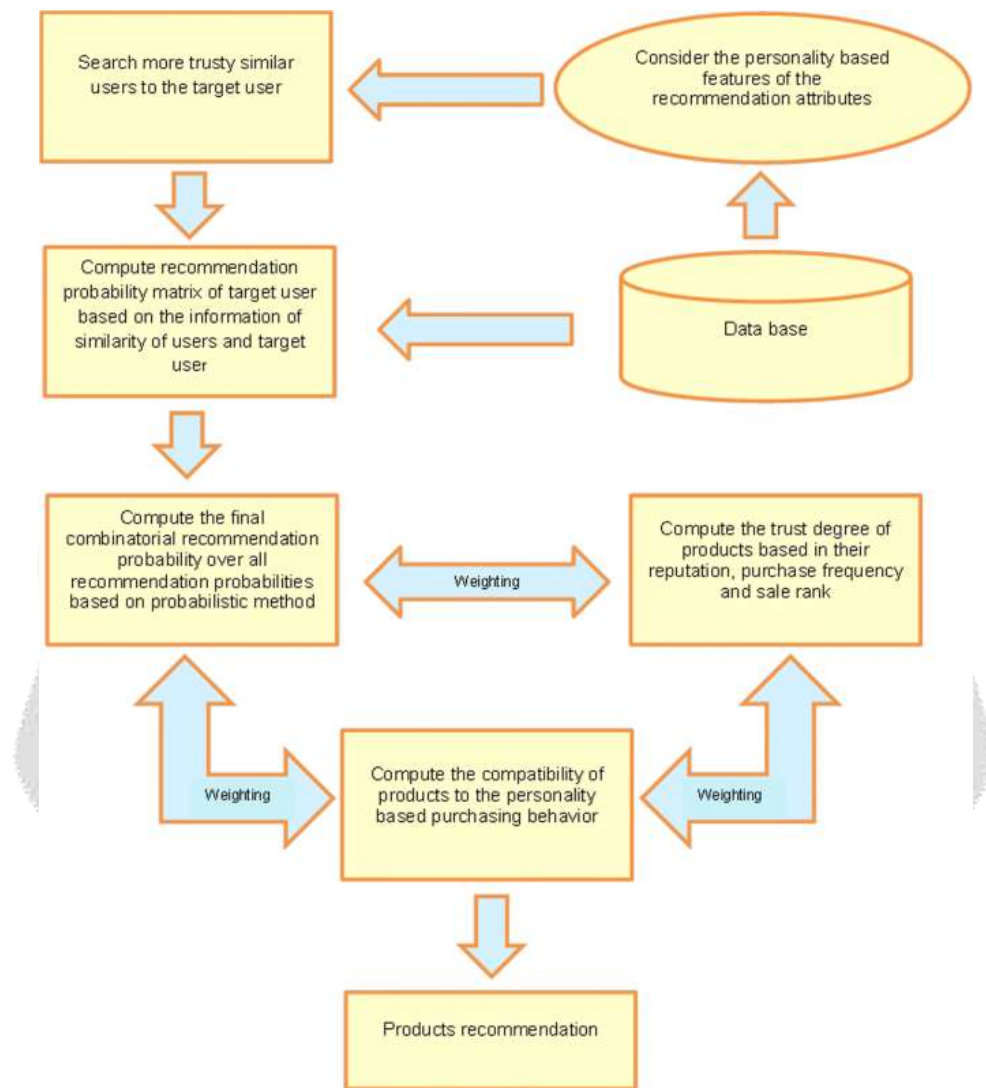 Search more trusty similar
users to the target user
Consider the personality based
features of the
recommendation attributes
Compute recommendation
probability matrix of target user
based on the information of
similarity of users and target
user
Data base
Compute the final
combinatorial recommendation
probability over all
recommendation probabilities
based on probabilistic method
Weighting
Compute the trust degree of
products based in their
reputation, purchase frequency
and sale rank
Weighting
Compute the compatibility of
products to the personality
based purchasing behavior
Weighting
Products recommendation